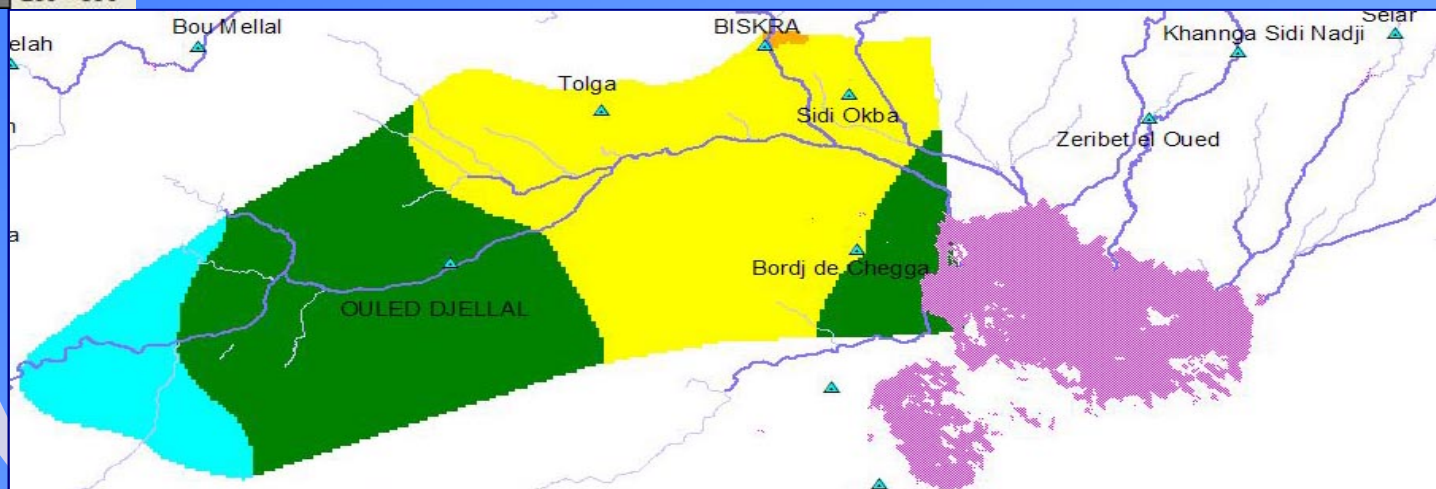 Bou Mellal
BISKRA
Selar
Khannga Sidi Nadji
elah
Tolga
Sidi Okba
Zeribet el Oued
a
Bordj de Chegga
OULED DJELLAL